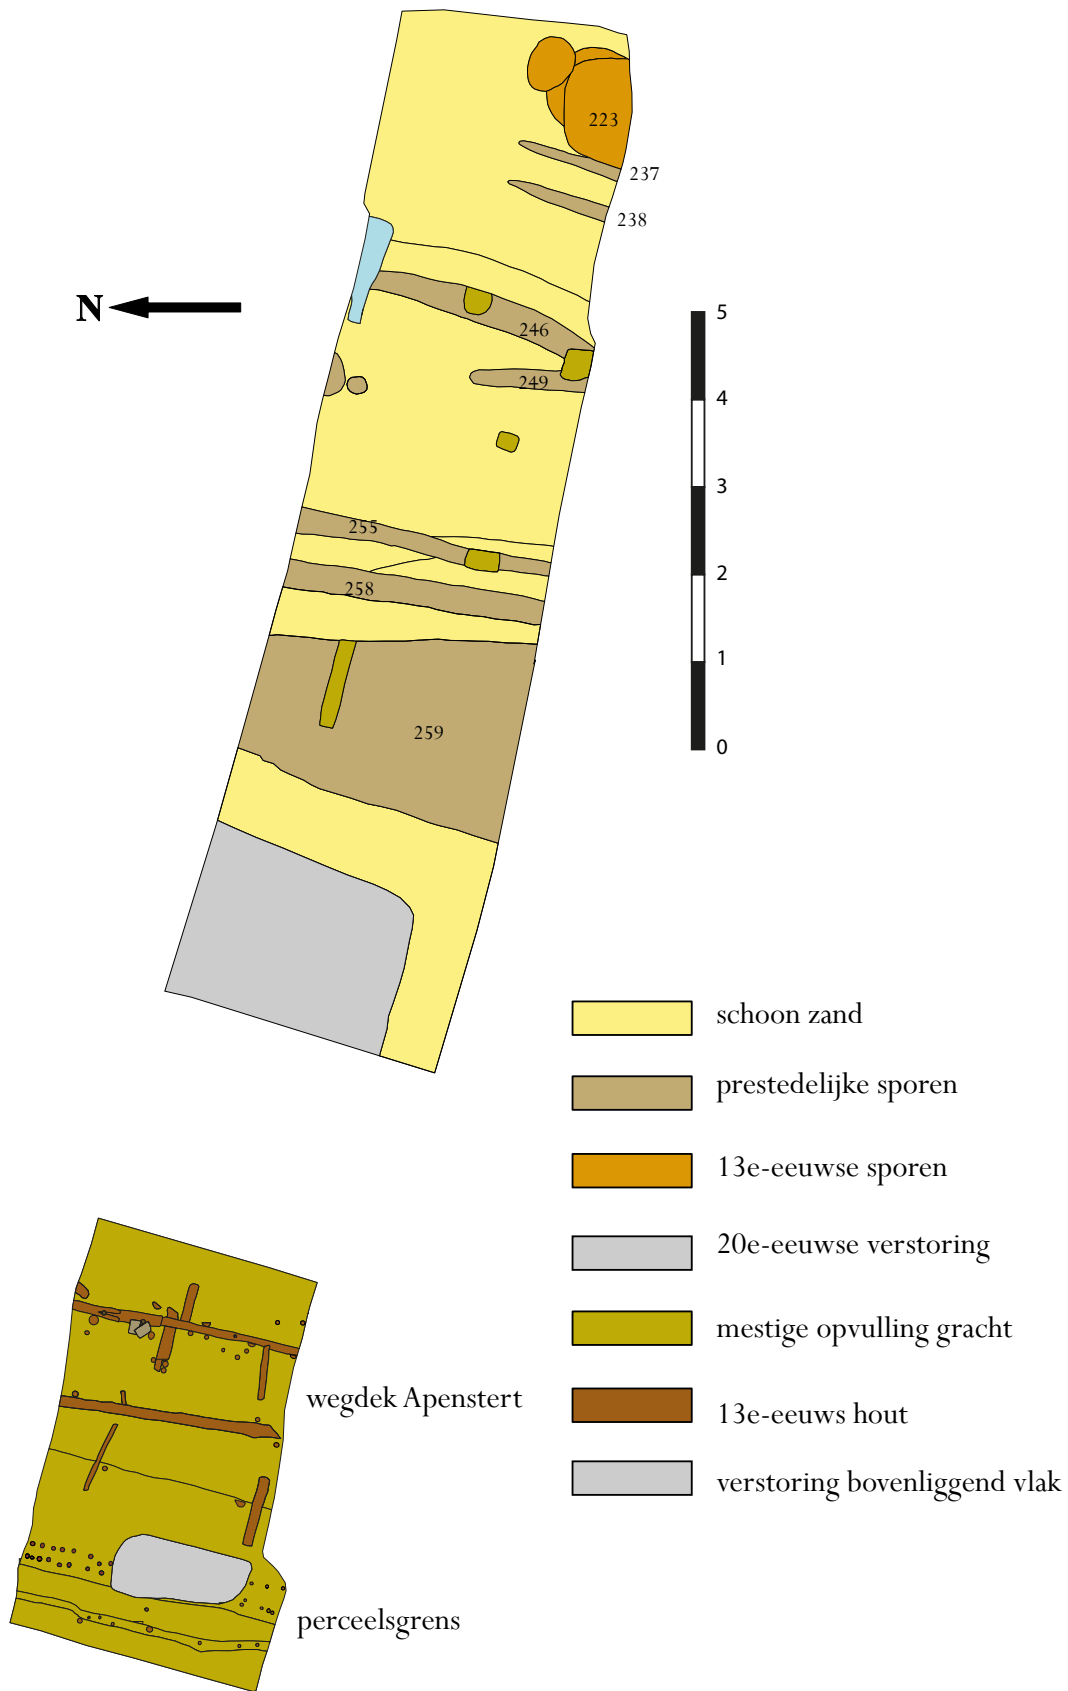 223
237
238
N
246
249
5
4
3
2
1
0
255
258
259
schoon zand
prestedelijke sporen
13e-eeuwse sporen
20e-eeuwse verstoring
mestige opvulling gracht
13e-eeuws hout
verstoring bovenliggend vlak
wegdek Apenstert
perceelsgrens